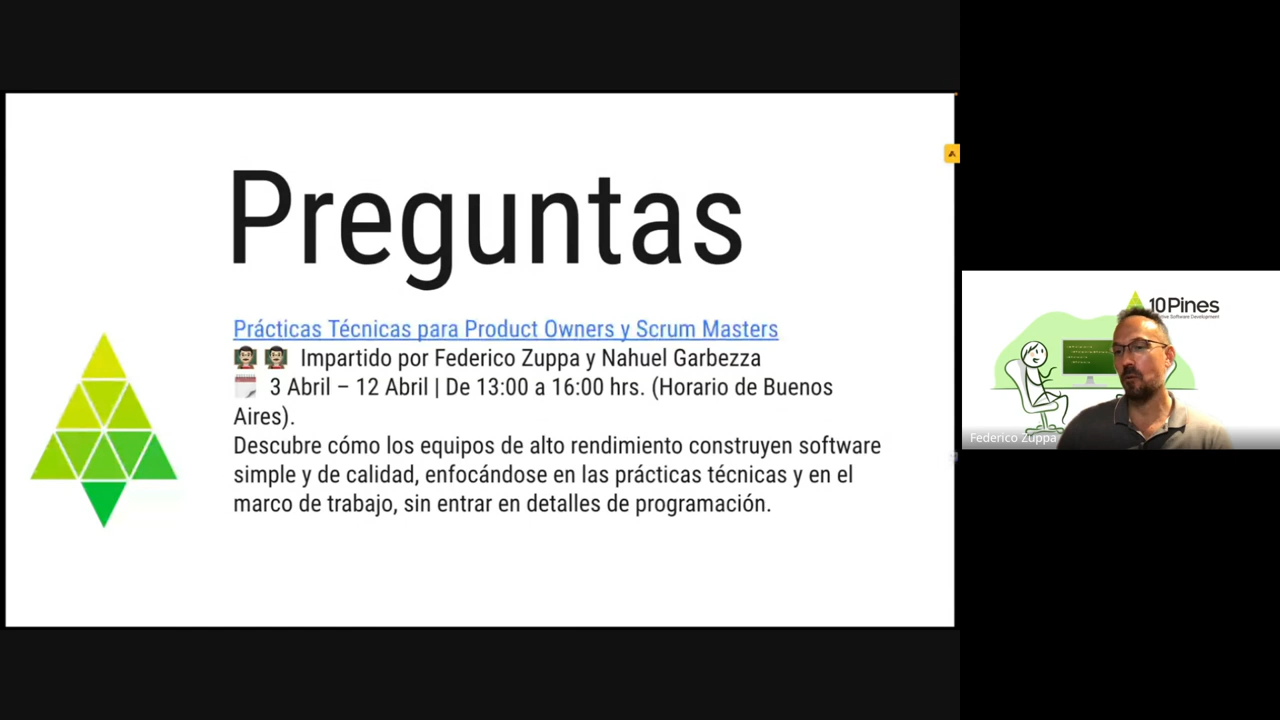 Preguntas
Prácticas Técnicas para Product Owners y Scrum Masters
Impartido por Federico Zuppa y Nahuel Garbezza
3 Abril – 12 Abril | De 13:00 a 16:00 hrs. (Horario de Buenos
Aires).
Descubre cómo los equipos de alto rendimiento construyen software
simple y de calidad, enfocándose en las prácticas técnicas y en el
marco de trabajo, sin entrar en detalles de programación.
10Pines
Software Development
Federico Zuppa